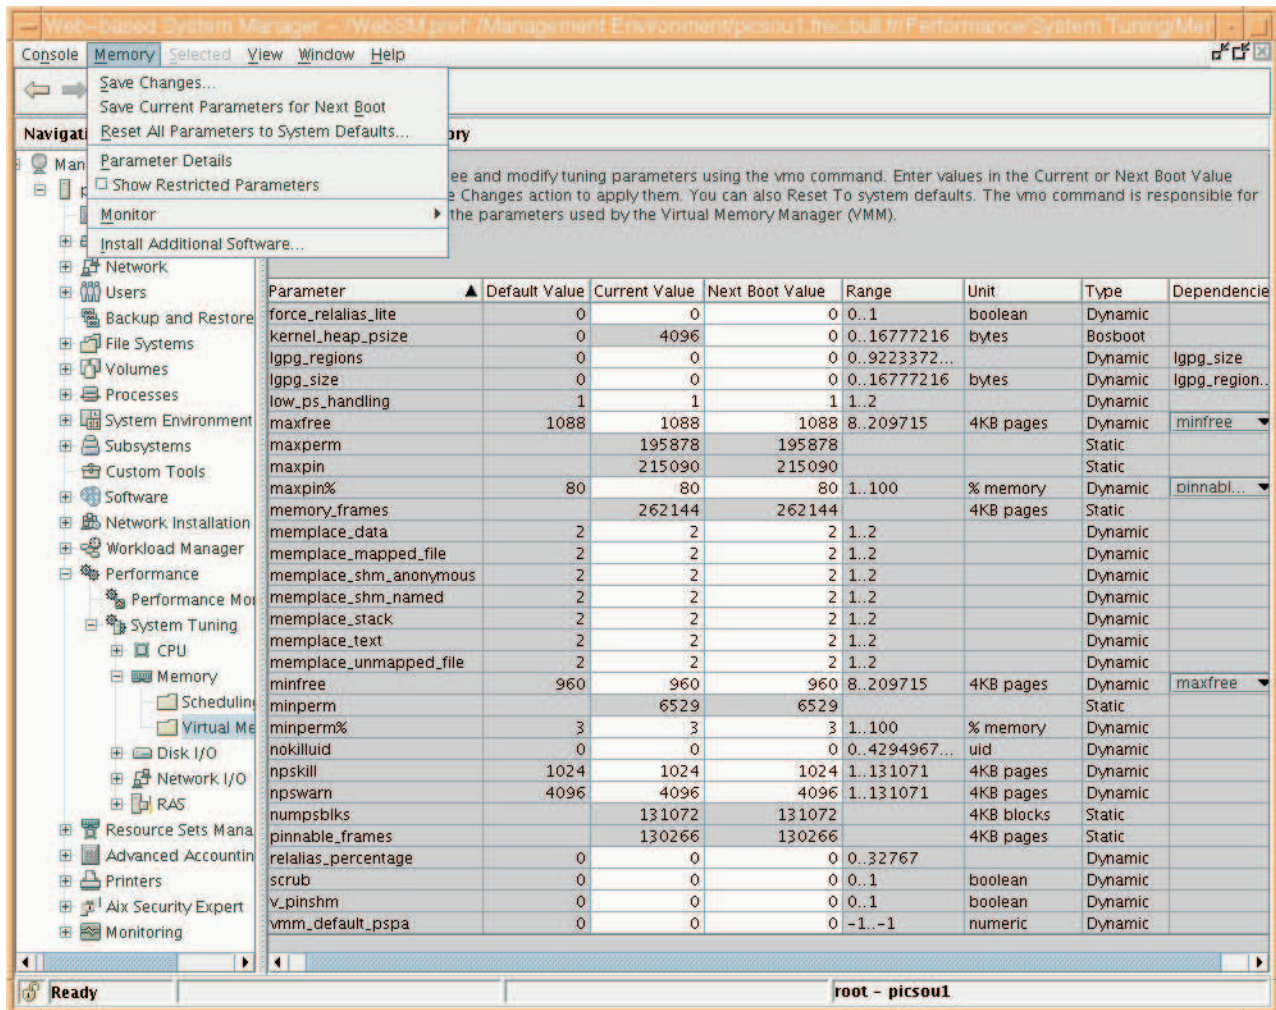 Web-based System Manager - /WebSM.pref: /Management Environment/picsou1.frec.bull.fr/Performance/System Tuning/Mem
Console Memory Selected View Window Help
Save Changes...
Save Current Parameters for Next Boot
Reset All Parameters to System Defaults...
Parameter Details
Show Restricted Parameters
Monitor
Install Additional Software...
Navigati
ory
Man
p
ee and modify tuning parameters using the vmo command. Enter values in the Current or Next Boot Value
e Changes action to apply them. You can also Reset To system defaults. The vmo command is responsible for
the parameters used by the Virtual Memory Manager (VMM).
Network
Users
Backup and Restore
File Systems
Volumes
Processes
System Environment
Subsystems
Custom Tools
Software
Network Installation
Workload Manager
Performance
Performance Mo
System Tuning
CPU
Memory
Scheduling
Virtual Me
Disk I/O
Network I/O
RAS
Resource Sets Mana
Advanced Accountin
Printers
Aix Security Expert
Monitoring
Parameter Default Value Current Value Next Boot Value Range Unit Type Dependencie
force_relalias_lite 0 0 0 0..1 boolean Dynamic
kernel_heap_psize 0 4096 0 0..16777216 bytes Bosboot
lgpg_regions 0 0 0 0..9223372... Dynamic lgpg_size
lgpg_size 0 0 0 0..16777216 bytes Dynamic lgpg_region..
low_ps_handling 1 1 1 1..2 Dynamic
maxfree 1088 1088 1088 8..209715 4KB pages Dynamic minfree
maxperm 195878 195878 Static
maxpin 215090 215090 Static
maxpin% 80 80 80 1..100 % memory Dynamic pinnabl...
memory_frames 262144 262144 4KB pages Static
memplace_data 2 2 2 1..2 Dynamic
memplace_mapped_file 2 2 2 1..2 Dynamic
memplace_shm_anonymous 2 2 2 1..2 Dynamic
memplace_shm_named 2 2 2 1..2 Dynamic
memplace_stack 2 2 2 1..2 Dynamic
memplace_text 2 2 2 1..2 Dynamic
memplace_unmapped_file 2 2 2 1..2 Dynamic
minfree 960 960 960 8..209715 4KB pages Dynamic maxfree
minperm 6529 6529 Static
minperm% 3 3 3 1..100 % memory Dynamic
nokilluid 0 0 0 0..4294967... uid Dynamic
npskill 1024 1024 1024 1..131071 4KB pages Dynamic
npswarn 4096 4096 4096 1..131071 4KB pages Dynamic
numpsblks 131072 131072 4KB blocks Static
pinnable_frames 130266 130266 4KB pages Static
relalias_percentage 0 0 0 0..32767 Dynamic
scrub 0 0 0 0..1 boolean Dynamic
v_pinshm 0 0 0 0..1 boolean Dynamic
vmm_default_pspa 0 0 0 -1..-1 numeric Dynamic
Ready
root - picsou1